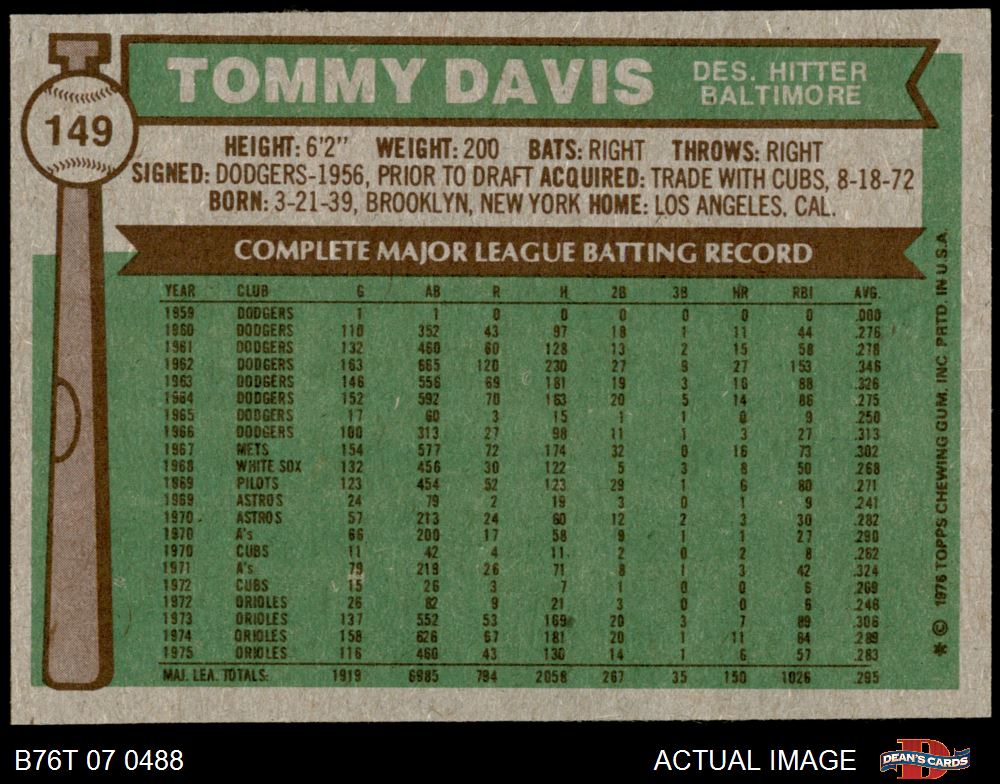 149
TOMMY DAVIS
DES. HITTER
BALTIMORE
HEIGHT: 6'2" WEIGHT: 200 BATS: RIGHT THROWS: RIGHT
SIGNED: DODGERS-1956, PRIOR TO DRAFT ACQUIRED: TRADE WITH CUBS, 8-18-72
BORN: 3-21-39, BROOKLYN, NEW YORK HOME: LOS ANGELES, CAL.
COMPLETE MAJOR LEAGUE BATTING RECORD
YEAR CLUB G AB R H 2B 3B HR RBI AVG.
1959 DODGERS 1 1 0 0 0 0 0 0 .000
1960 DODGERS 110 352 43 97 18 1 11 44 .276
1961 DODGERS 132 460 60 128 13 2 15 58 .278
1962 DODGERS 163 665 120 230 27 9 27 153 .346
1963 DODGERS 146 556 69 181 19 3 16 88 .326
1964 DODGERS 152 592 70 163 20 5 14 86 .275
1965 DODGERS 17 60 3 15 1 1 0 9 .250
1966 DODGERS 100 313 27 98 11 1 3 27 .313
1967 METS 154 577 72 174 32 0 16 73 .302
1968 WHITE SOX 132 456 30 122 5 3 8 50 .268
1969 PILOTS 123 454 52 123 29 1 6 80 .271
1969 ASTROS 24 79 2 19 3 0 1 9 .241
1970 ASTROS 57 213 24 60 12 2 3 30 .282
1970 A's 66 200 17 58 9 1 1 27 .290
1970 CUBS 11 42 4 11 2 0 2 8 .262
1971 A's 79 219 26 71 8 1 3 42 .324
1972 CUBS 15 26 3 7 1 0 0 6 .269
1972 ORIOLES 26 82 9 21 3 0 0 6 .246
1973 ORIOLES 137 552 53 169 20 3 7 89 .306
1974 ORIOLES 158 626 67 181 20 1 11 84 .289
1975 ORIOLES 116 460 43 130 14 1 6 57 .283
MAJ. LEA. TOTALS: 1919 6985 794 2058 267 35 150 1026 .295
* © 1976 TOPPS CHEWING GUM, INC. PRTD. IN U.S.A.
B76T 07 0488
ACTUAL IMAGE
D
DEAN'S CARDS